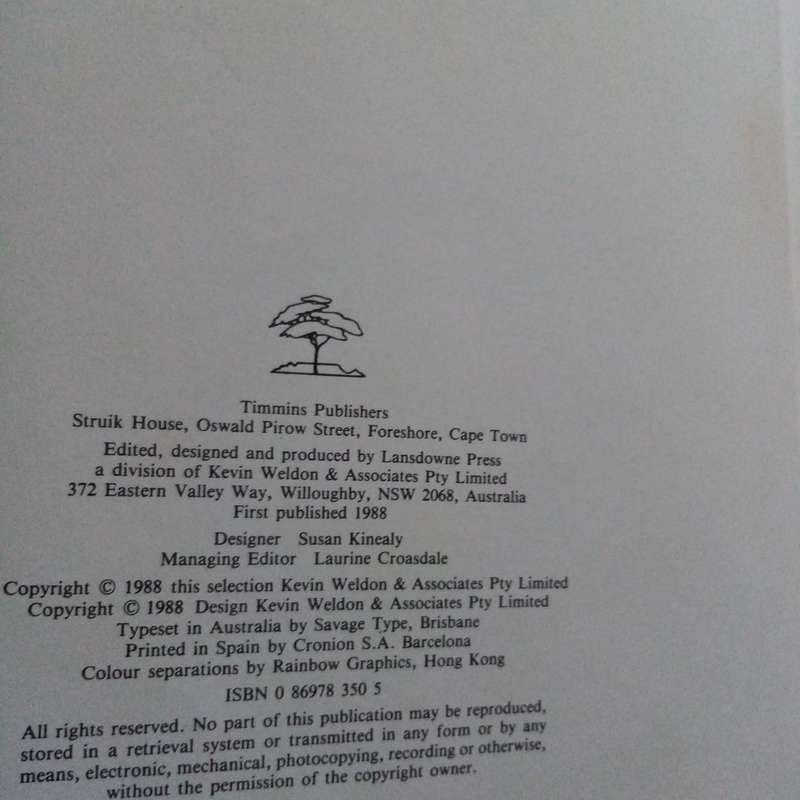 Timmins Publishers
Struik House, Oswald Pirow Street, Foreshore, Cape Town
Edited, designed and produced by Lansdowne Press
a division of Kevin Weldon & Associates Pty Limited
372 Eastern Valley Way, Willoughby, NSW 2068, Australia
First published 1988
Designer Susan Kinealy
Managing Editor Laurine Croasdale
Copyright © 1988 this selection Kevin Weldon & Associates Pty Limited
Copyright © 1988 Design Kevin Weldon & Associates Pty Limited
Typeset in Australia by Savage Type, Brisbane
Printed in Spain by Cronion S.A. Barcelona
Colour separations by Rainbow Graphics, Hong Kong
ISBN 0 86978 350 5
All rights reserved. No part of this publication may be reproduced,
stored in a retrieval system or transmitted in any form or by any
means, electronic, mechanical, photocopying, recording or otherwise,
without the permission of the copyright owner.